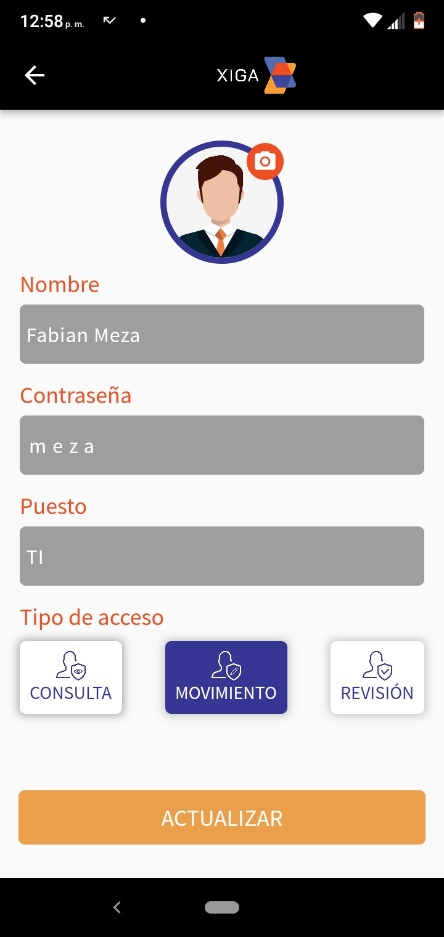 12:58 p. m.
XIGA
Nombre
Fabian Meza
Contraseña
m e z a
Puesto
TI
Tipo de acceso
CONSULTA MOVIMIENTO REVISIÓN
ACTUALIZAR